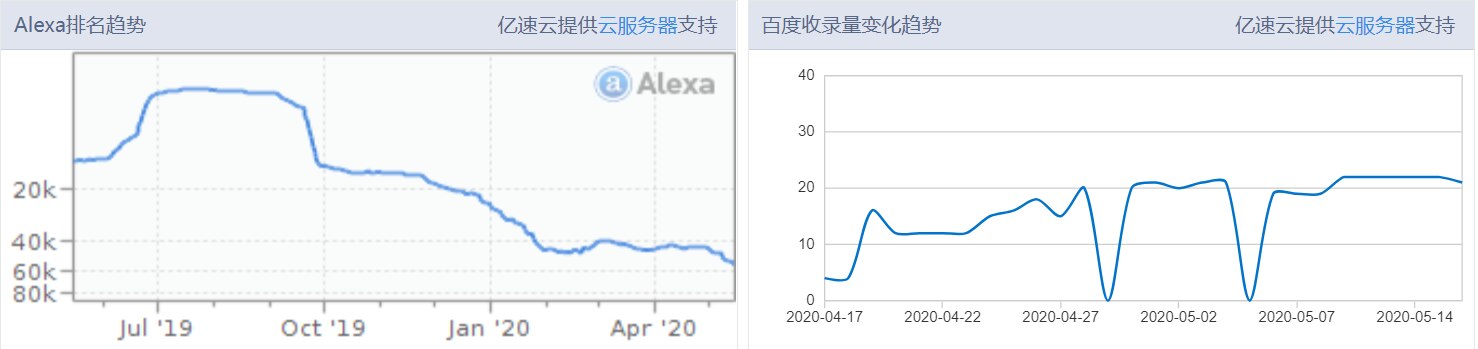 Alexa排名趋势 亿速云提供云服务器支持
a Alexa
20k
40k
60k
80k
Jul '19 Oct '19 Jan '20 Apr '20
百度收录量变化趋势 亿速云提供云服务器支持
40
30
20
10
0
2020-04-17 2020-04-22 2020-04-27 2020-05-02 2020-05-07 2020-05-14